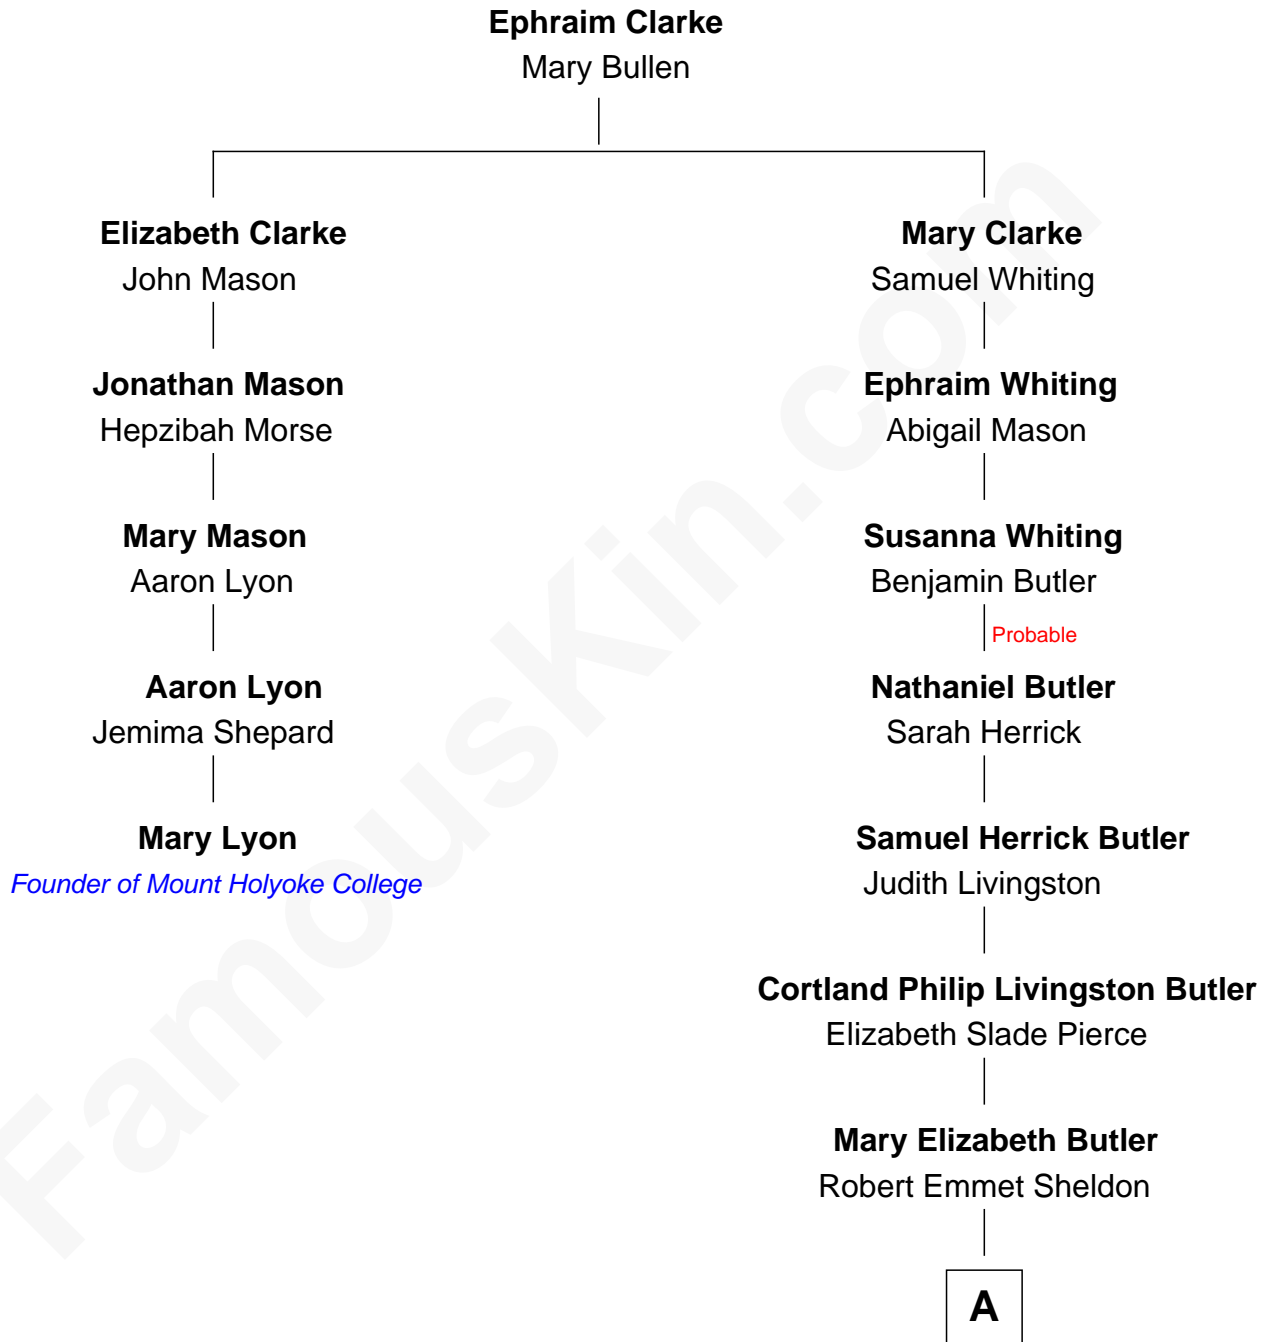 Ephraim Clarke
Mary Bullen
Elizabeth Clarke
John Mason
Mary Clarke
Samuel Whiting
Jonathan Mason
Hepzibah Morse
Ephraim Whiting
Abigail Mason
Mary Mason
Aaron Lyon
Susanna Whiting
Benjamin Butler
Probable
Aaron Lyon
Jemima Shepard
Nathaniel Butler
Sarah Herrick
Mary Lyon
Founder of Mount Holyoke College
Samuel Herrick Butler
Judith Livingston
Cortland Philip Livingston Butler
Elizabeth Slade Pierce
Mary Elizabeth Butler
Robert Emmet Sheldon
A
FamousKin.com